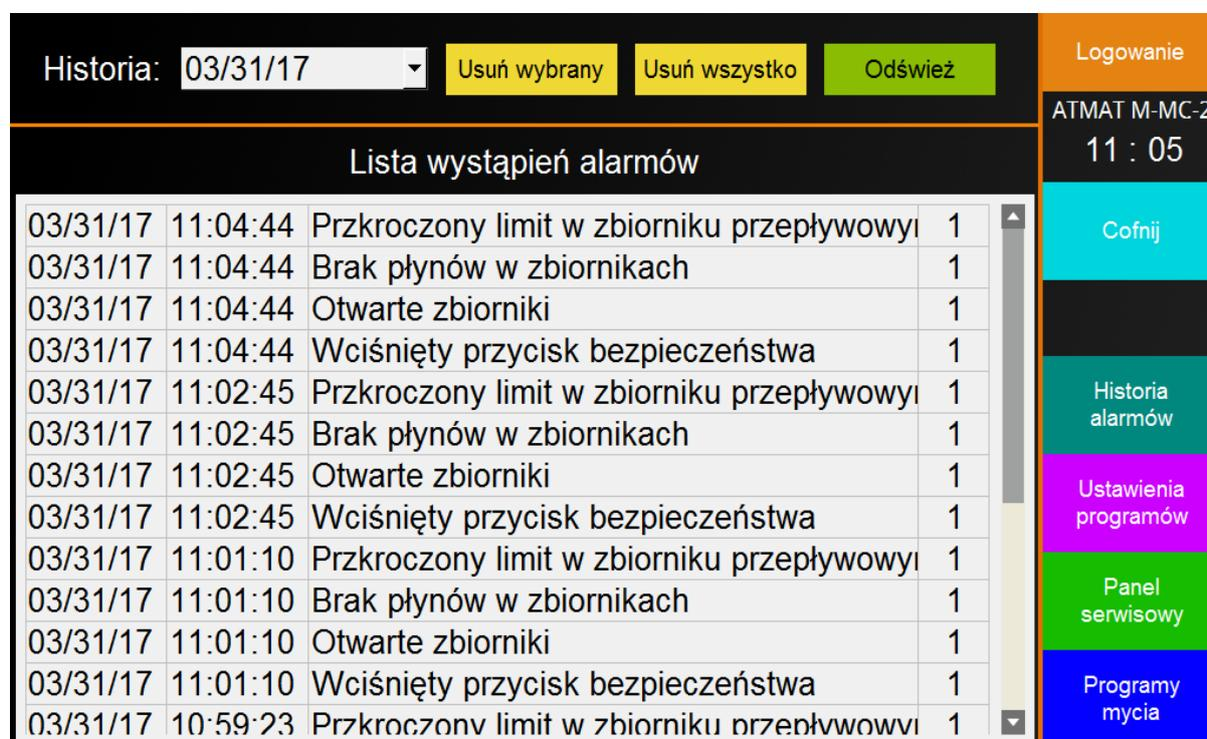 Historia: 03/31/17 Usuń wybrany Usuń wszystko Odśwież
Lista wystąpień alarmów
03/31/17 11:04:44 Przkroczony limit w zbiorniku przepływowy 1
03/31/17 11:04:44 Brak płynów w zbiornikach 1
03/31/17 11:04:44 Otwarte zbiorniki 1
03/31/17 11:04:44 Wciśnięty przycisk bezpieczeństwa 1
03/31/17 11:02:45 Przkroczony limit w zbiorniku przepływowy 1
03/31/17 11:02:45 Brak płynów w zbiornikach 1
03/31/17 11:02:45 Otwarte zbiorniki 1
03/31/17 11:02:45 Wciśnięty przycisk bezpieczeństwa 1
03/31/17 11:01:10 Przkroczony limit w zbiorniku przepływowy 1
03/31/17 11:01:10 Brak płynów w zbiornikach 1
03/31/17 11:01:10 Otwarte zbiorniki 1
03/31/17 11:01:10 Wciśnięty przycisk bezpieczeństwa 1
03/31/17 10:59:23 Przkroczony limit w zbiorniku przepływowy 1
Logowanie
ATMAT M-MC-2
11 : 05
Cofnij
Historia
alarmów
Ustawienia
programów
Panel
serwisowy
Programy
mycia